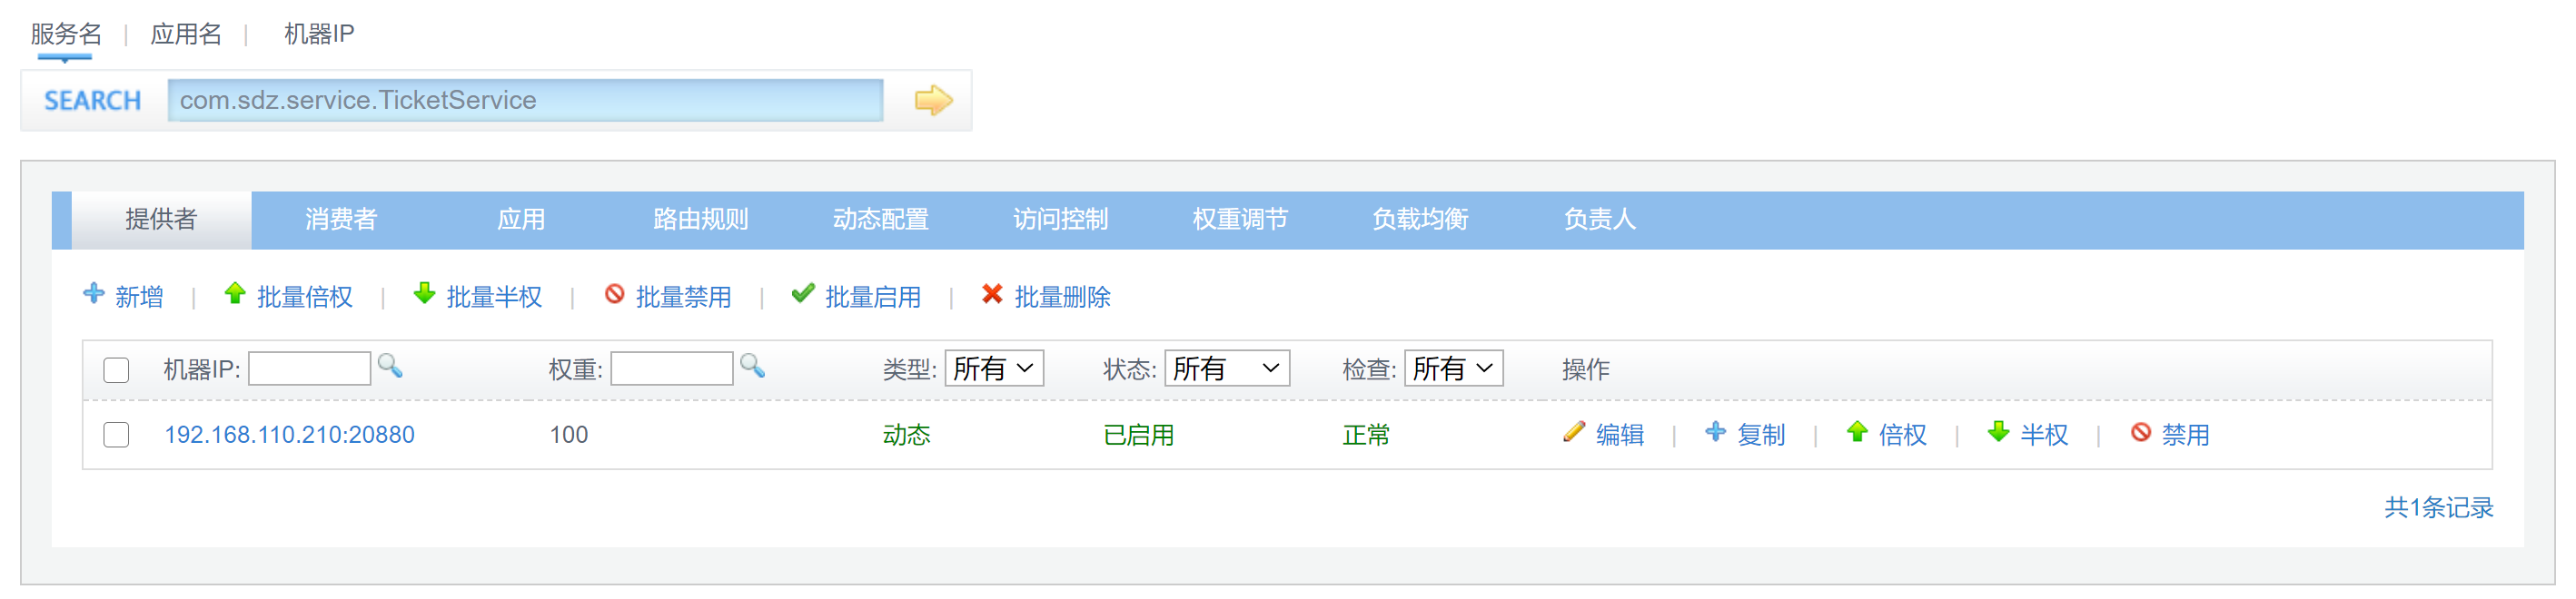 服务名 | 应用名 | 机器IP
SEARCH com.sdz.service.TicketService
提供者 消费者 应用 路由规则 动态配置 访问控制 权重调节 负载均衡 负责人
新增 | 批量倍权 | 批量半权 | 批量禁用 | 批量启用 | 批量删除
机器IP: 权重: 类型: 所有 状态: 所有 检查: 所有 操作
192.168.110.210:20880 100 动态 已启用 正常 编辑 | 复制 | 倍权 | 半权 | 禁用
共1条记录